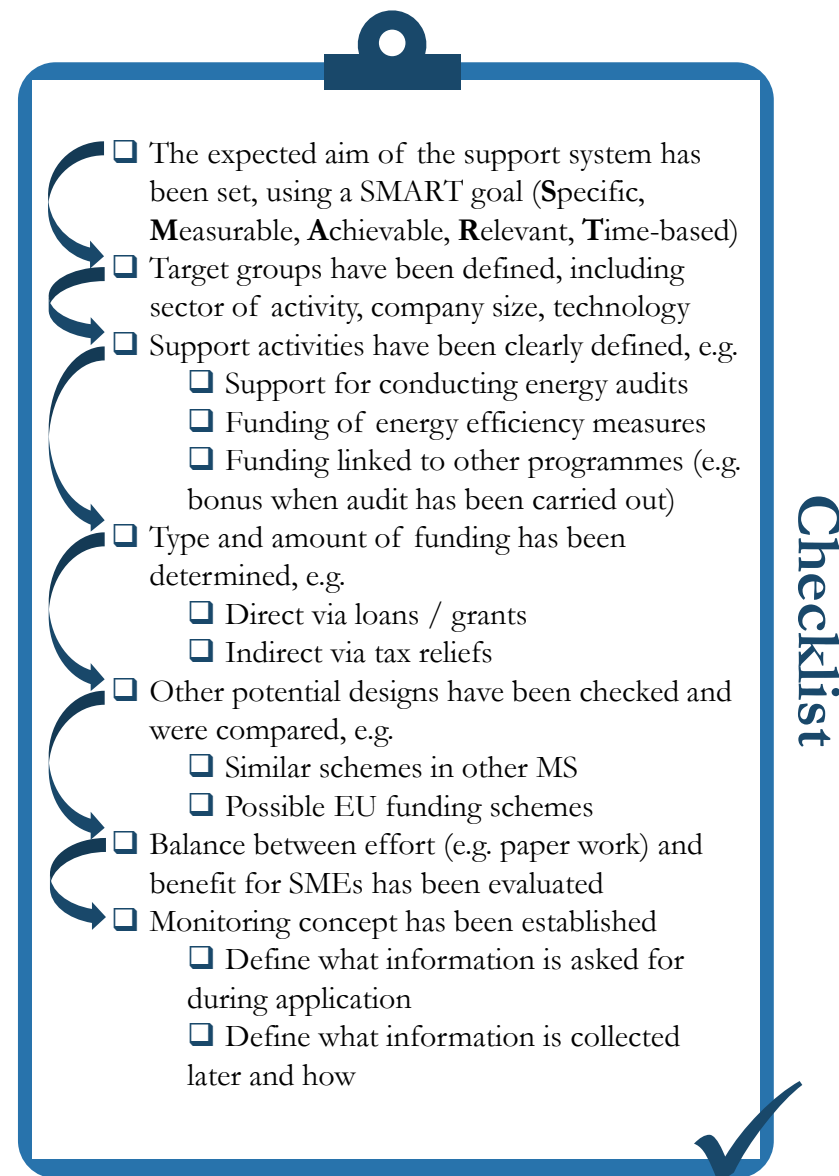 ❑ The expected aim of the support system has
been set, using a SMART goal (Specific,
Measurable, Achievable, Relevant, Time-based)
❑ Target groups have been defined, including
sector of activity, company size, technology
❑ Support activities have been clearly defined, e.g.
❑ Support for conducting energy audits
❑ Funding of energy efficiency measures
❑ Funding linked to other programmes (e.g.
bonus when audit has been carried out)
❑ Type and amount of funding has been
determined, e.g.
❑ Direct via loans / grants
❑ Indirect via tax reliefs
❑ Other potential designs have been checked and
were compared, e.g.
❑ Similar schemes in other MS
❑ Possible EU funding schemes
❑ Balance between effort (e.g. paper work) and
benefit for SMEs has been evaluated
❑ Monitoring concept has been established
❑ Define what information is asked for
during application
❑ Define what information is collected
later and how
Checklist